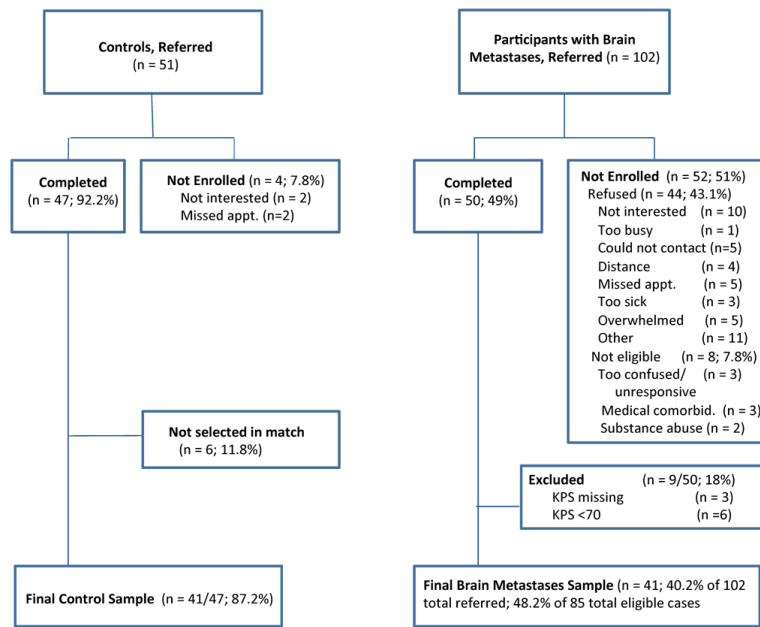 Controls, Referred
(n = 51)
Participants with Brain
Metastases, Referred (n = 102)
Completed
(n = 47; 92.2%)
Not Enrolled (n = 4; 7.8%)
Not interested (n = 2)
Missed appt. (n=2)
Completed
(n = 50; 49%)
Not Enrolled (n = 52; 51%)
Refused (n = 44; 43.1%)
Not interested (n = 10)
Too busy (n = 1)
Could not contact (n=5)
Distance (n = 4)
Missed appt. (n = 5)
Too sick (n = 3)
Overwhelmed (n = 5)
Other (n = 11)
Not eligible (n = 8; 7.8%)
Too confused/ (n = 3)
unresponsive
Medical comorbid. (n = 3)
Substance abuse (n = 2)
Not selected in match
(n = 6; 11.8%)
Excluded (n = 9/50; 18%)
KPS missing (n = 3)
KPS <70 (n =6)
Final Control Sample (n = 41/47; 87.2%)
Final Brain Metastases Sample (n = 41; 40.2% of 102
total referred; 48.2% of 85 total eligible cases